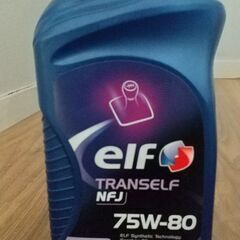 elf
TRANSELF
NFJ
75W-80
ELF Synthetic Technology